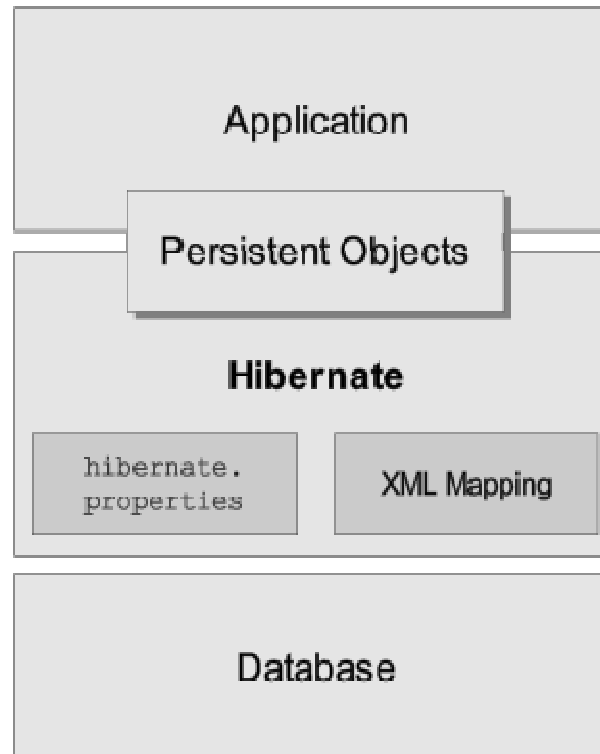 Application
Persistent Objects
Hibernate
hibernate.
properties
XML Mapping
Database